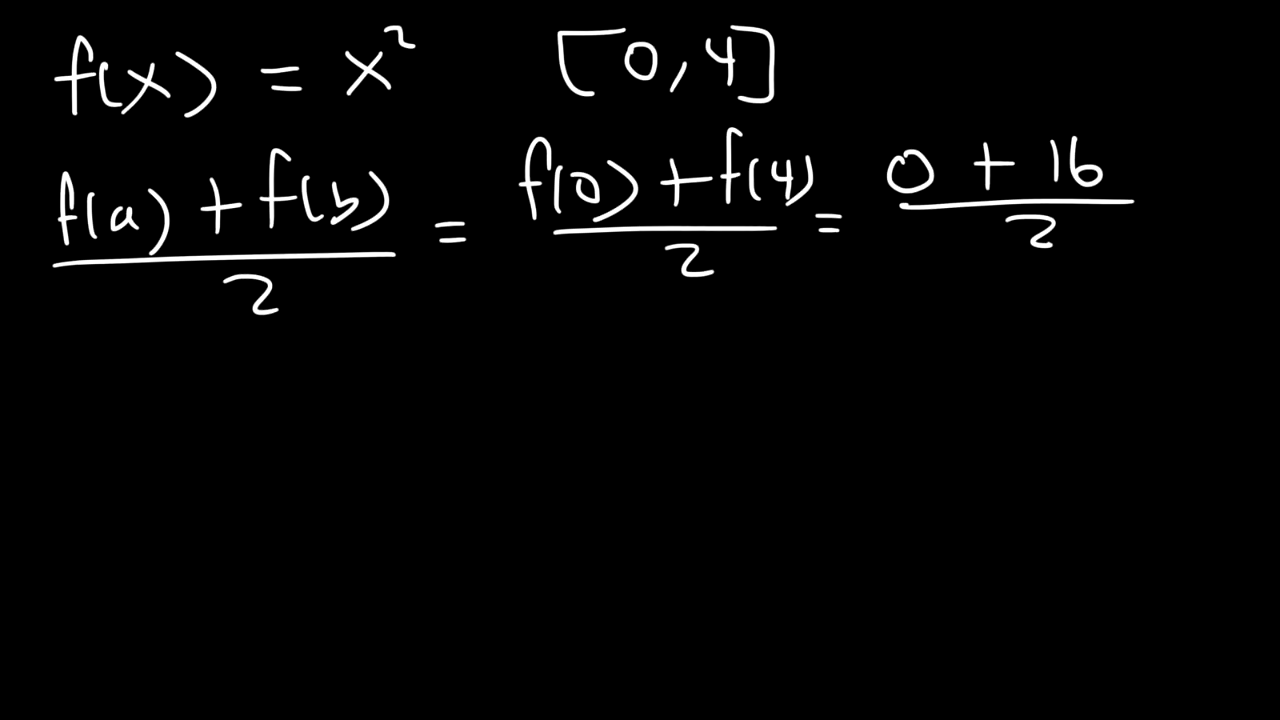 f(x) = x² [0,4]
f(a) + f(b) / 2 = f(0) + f(4) / 2 = 0 + 16 / 2